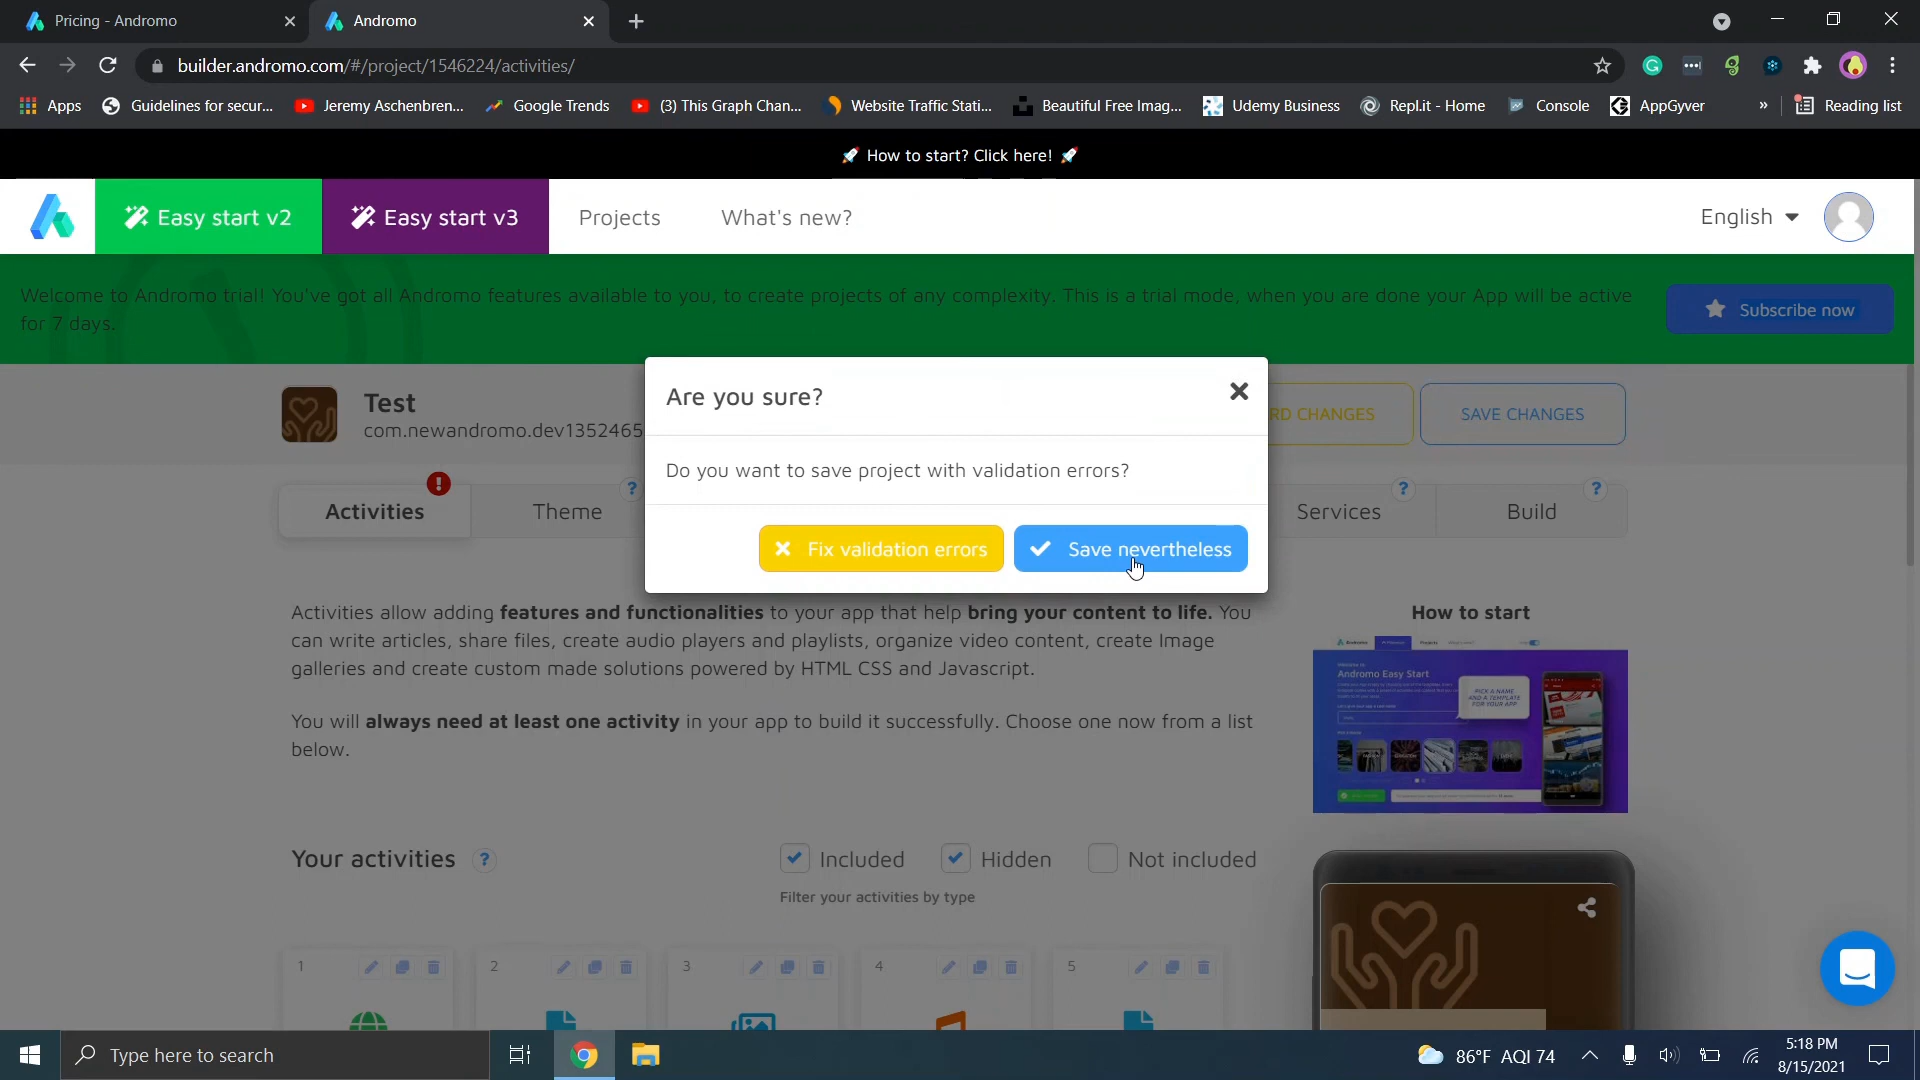 Pricing - Andromo
Andromo
builder.andromo.com/#/project/1546224/activities/
Apps
Guidelines for secur...
Jeremy Aschenbren...
Google Trends
(3) This Graph Chan...
Website Traffic Stati...
Beautiful Free Imag...
Udemy Business
Repl.it - Home
Console
AppGyver
»
Reading list
🚀 How to start? Click here! 🚀
Easy start v2
Easy start v3
Projects
What's new?
English
Welcome to Andromo trial! You've got all Andromo features available to you, to create projects of any complexity. This is a trial mode, when you are done your App will be active
for 7 days.
Subscribe now
Test
com.newandromo.dev1352465
RD CHANGES
SAVE CHANGES
Are you sure?
Do you want to save project with validation errors?
Fix validation errors
Save nevertheless
Activities
!
Theme
?
Services
?
Build
?
Activities allow adding features and functionalities to your app that help bring your content to life. You
can write articles, share files, create audio players and playlists, organize video content, create Image
galleries and create custom made solutions powered by HTML CSS and Javascript.
You will always need at least one activity in your app to build it successfully. Choose one now from a list
below.
How to start
Andromo Easy Start
PICK A NAME
AND A TEMPLATE
FOR YOUR APP
Your activities
?
Included
Hidden
Not included
Filter your activities by type
1
2
3
4
5
Type here to search
86°F AQI 74
5:18 PM
8/15/2021